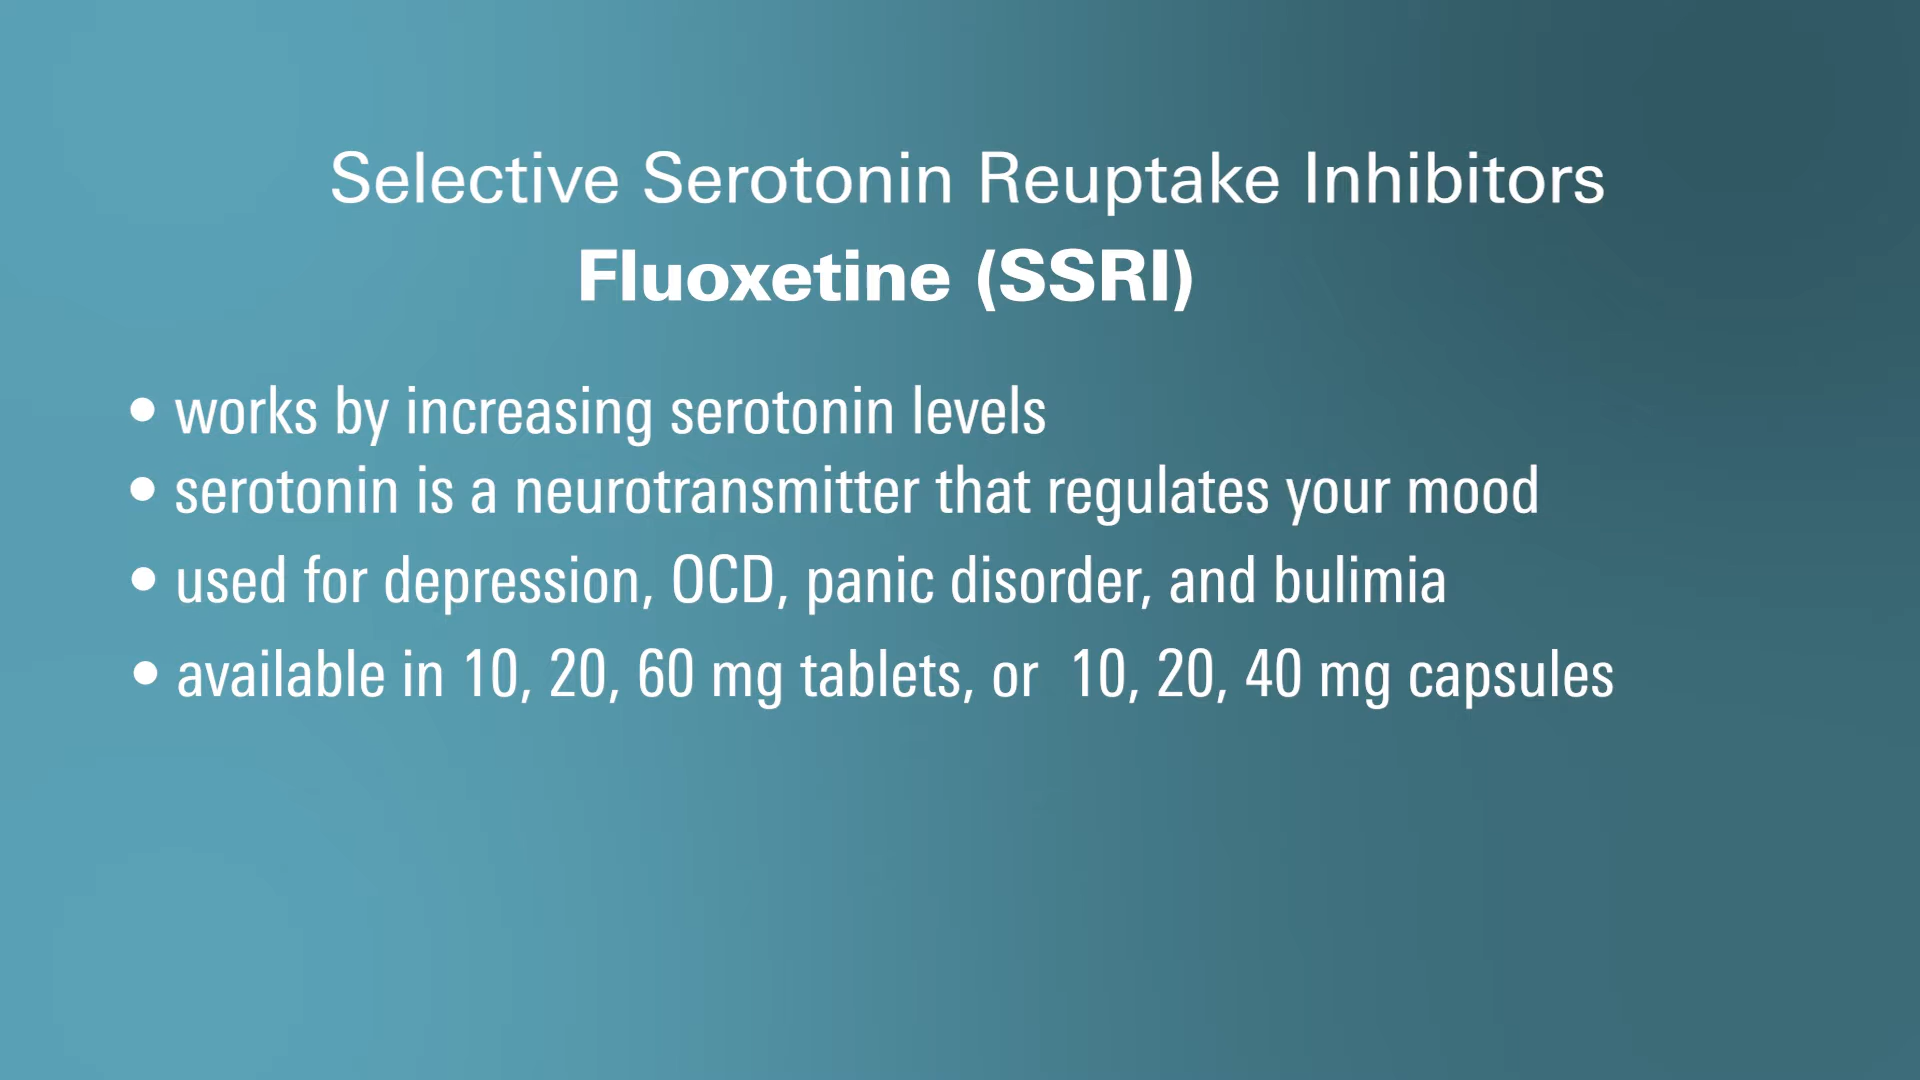 Selective Serotonin Reuptake Inhibitors
Fluoxetine (SSRI)
• works by increasing serotonin levels
• serotonin is a neurotransmitter that regulates your mood
• used for depression, OCD, panic disorder, and bulimia
• available in 10, 20, 60 mg tablets, or  10, 20, 40 mg capsules